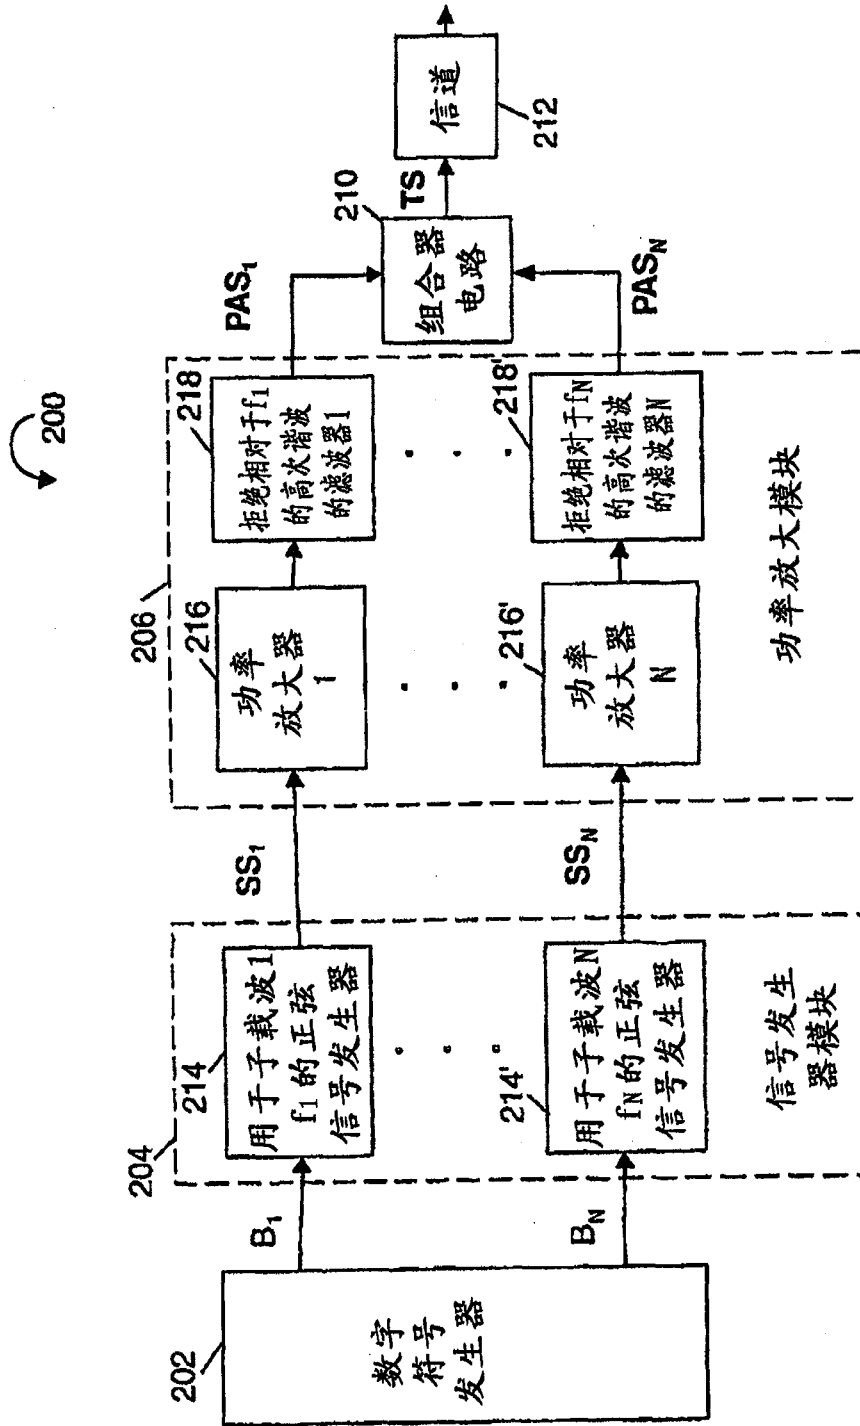 200
202
数字
符号
发生器
B₁
B_N
204
214
用于子载波1
f₁的正弦
信号发生器
214'
用于子载波N
f_N的正弦
信号发生器
信号发生
器模块
SS₁
SS_N
206
216
功率
放大器
1
216'
功率
放大器
N
218
拒绝相对于f₁
的高次谐波
的滤波器1
218'
拒绝相对于f_N
的高次谐波
的滤波器N
功率放大模块
PAS₁
PAS_N
210
组合器
电路
TS
信道
212